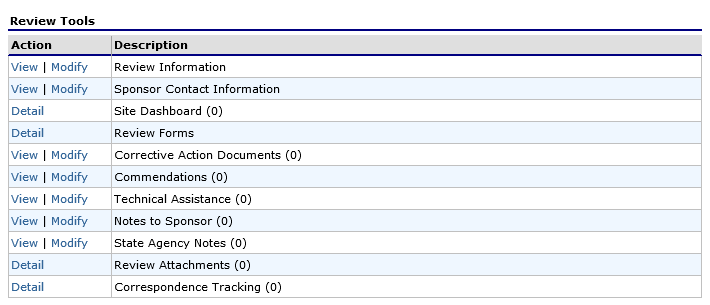 Review Tools
Action Description
View | Modify Review Information
View | Modify Sponsor Contact Information
Detail Site Dashboard (0)
Detail Review Forms
View | Modify Corrective Action Documents (0)
View | Modify Commendations (0)
View | Modify Technical Assistance (0)
View | Modify Notes to Sponsor (0)
View | Modify State Agency Notes (0)
Detail Review Attachments (0)
Detail Correspondence Tracking (0)